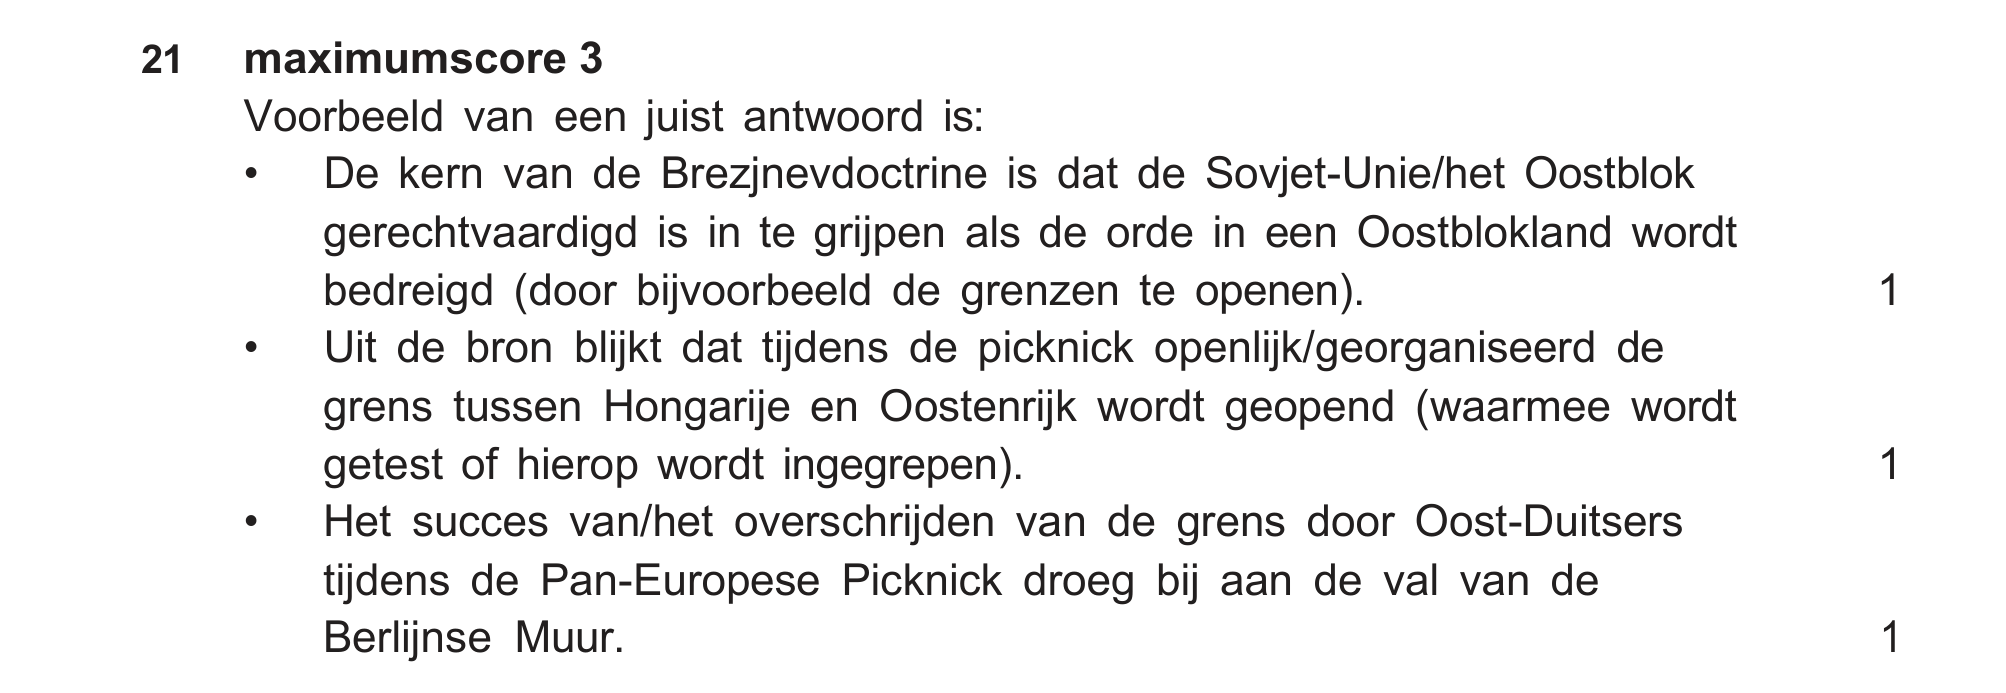 21 maximumscore 3
Voorbeeld van een juist antwoord is:
• De kern van de Brezjnevdoctrine is dat de Sovjet-Unie/het Oostblok
gerechtvaardigd is in te grijpen als de orde in een Oostblokland wordt
bedreigd (door bijvoorbeeld de grenzen te openen). 1
• Uit de bron blijkt dat tijdens de picknick openlijk/georganiseerd de
grens tussen Hongarije en Oostenrijk wordt geopend (waarmee wordt
getest of hierop wordt ingegrepen). 1
• Het succes van/het overschrijden van de grens door Oost-Duitsers
tijdens de Pan-Europese Picknick droeg bij aan de val van de
Berlijnse Muur. 1